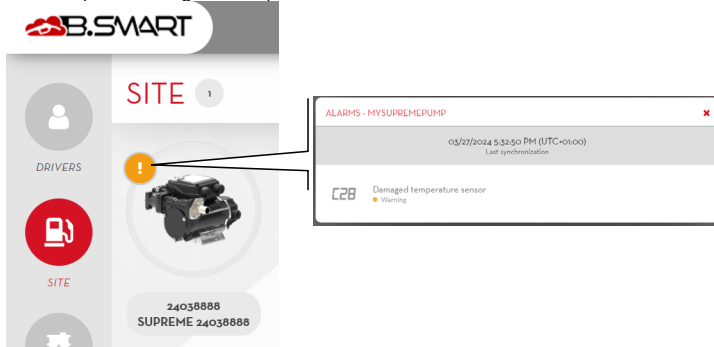 B.SMART
SITE 1
DRIVERS
!
SITE
24038888
SUPREME 24038888
ALARMS - MYSUPREMEPUMP
03/27/2024 5:32:50 PM (UTC+01:00)
Last synchronization
C28
Damaged temperature sensor
Warning